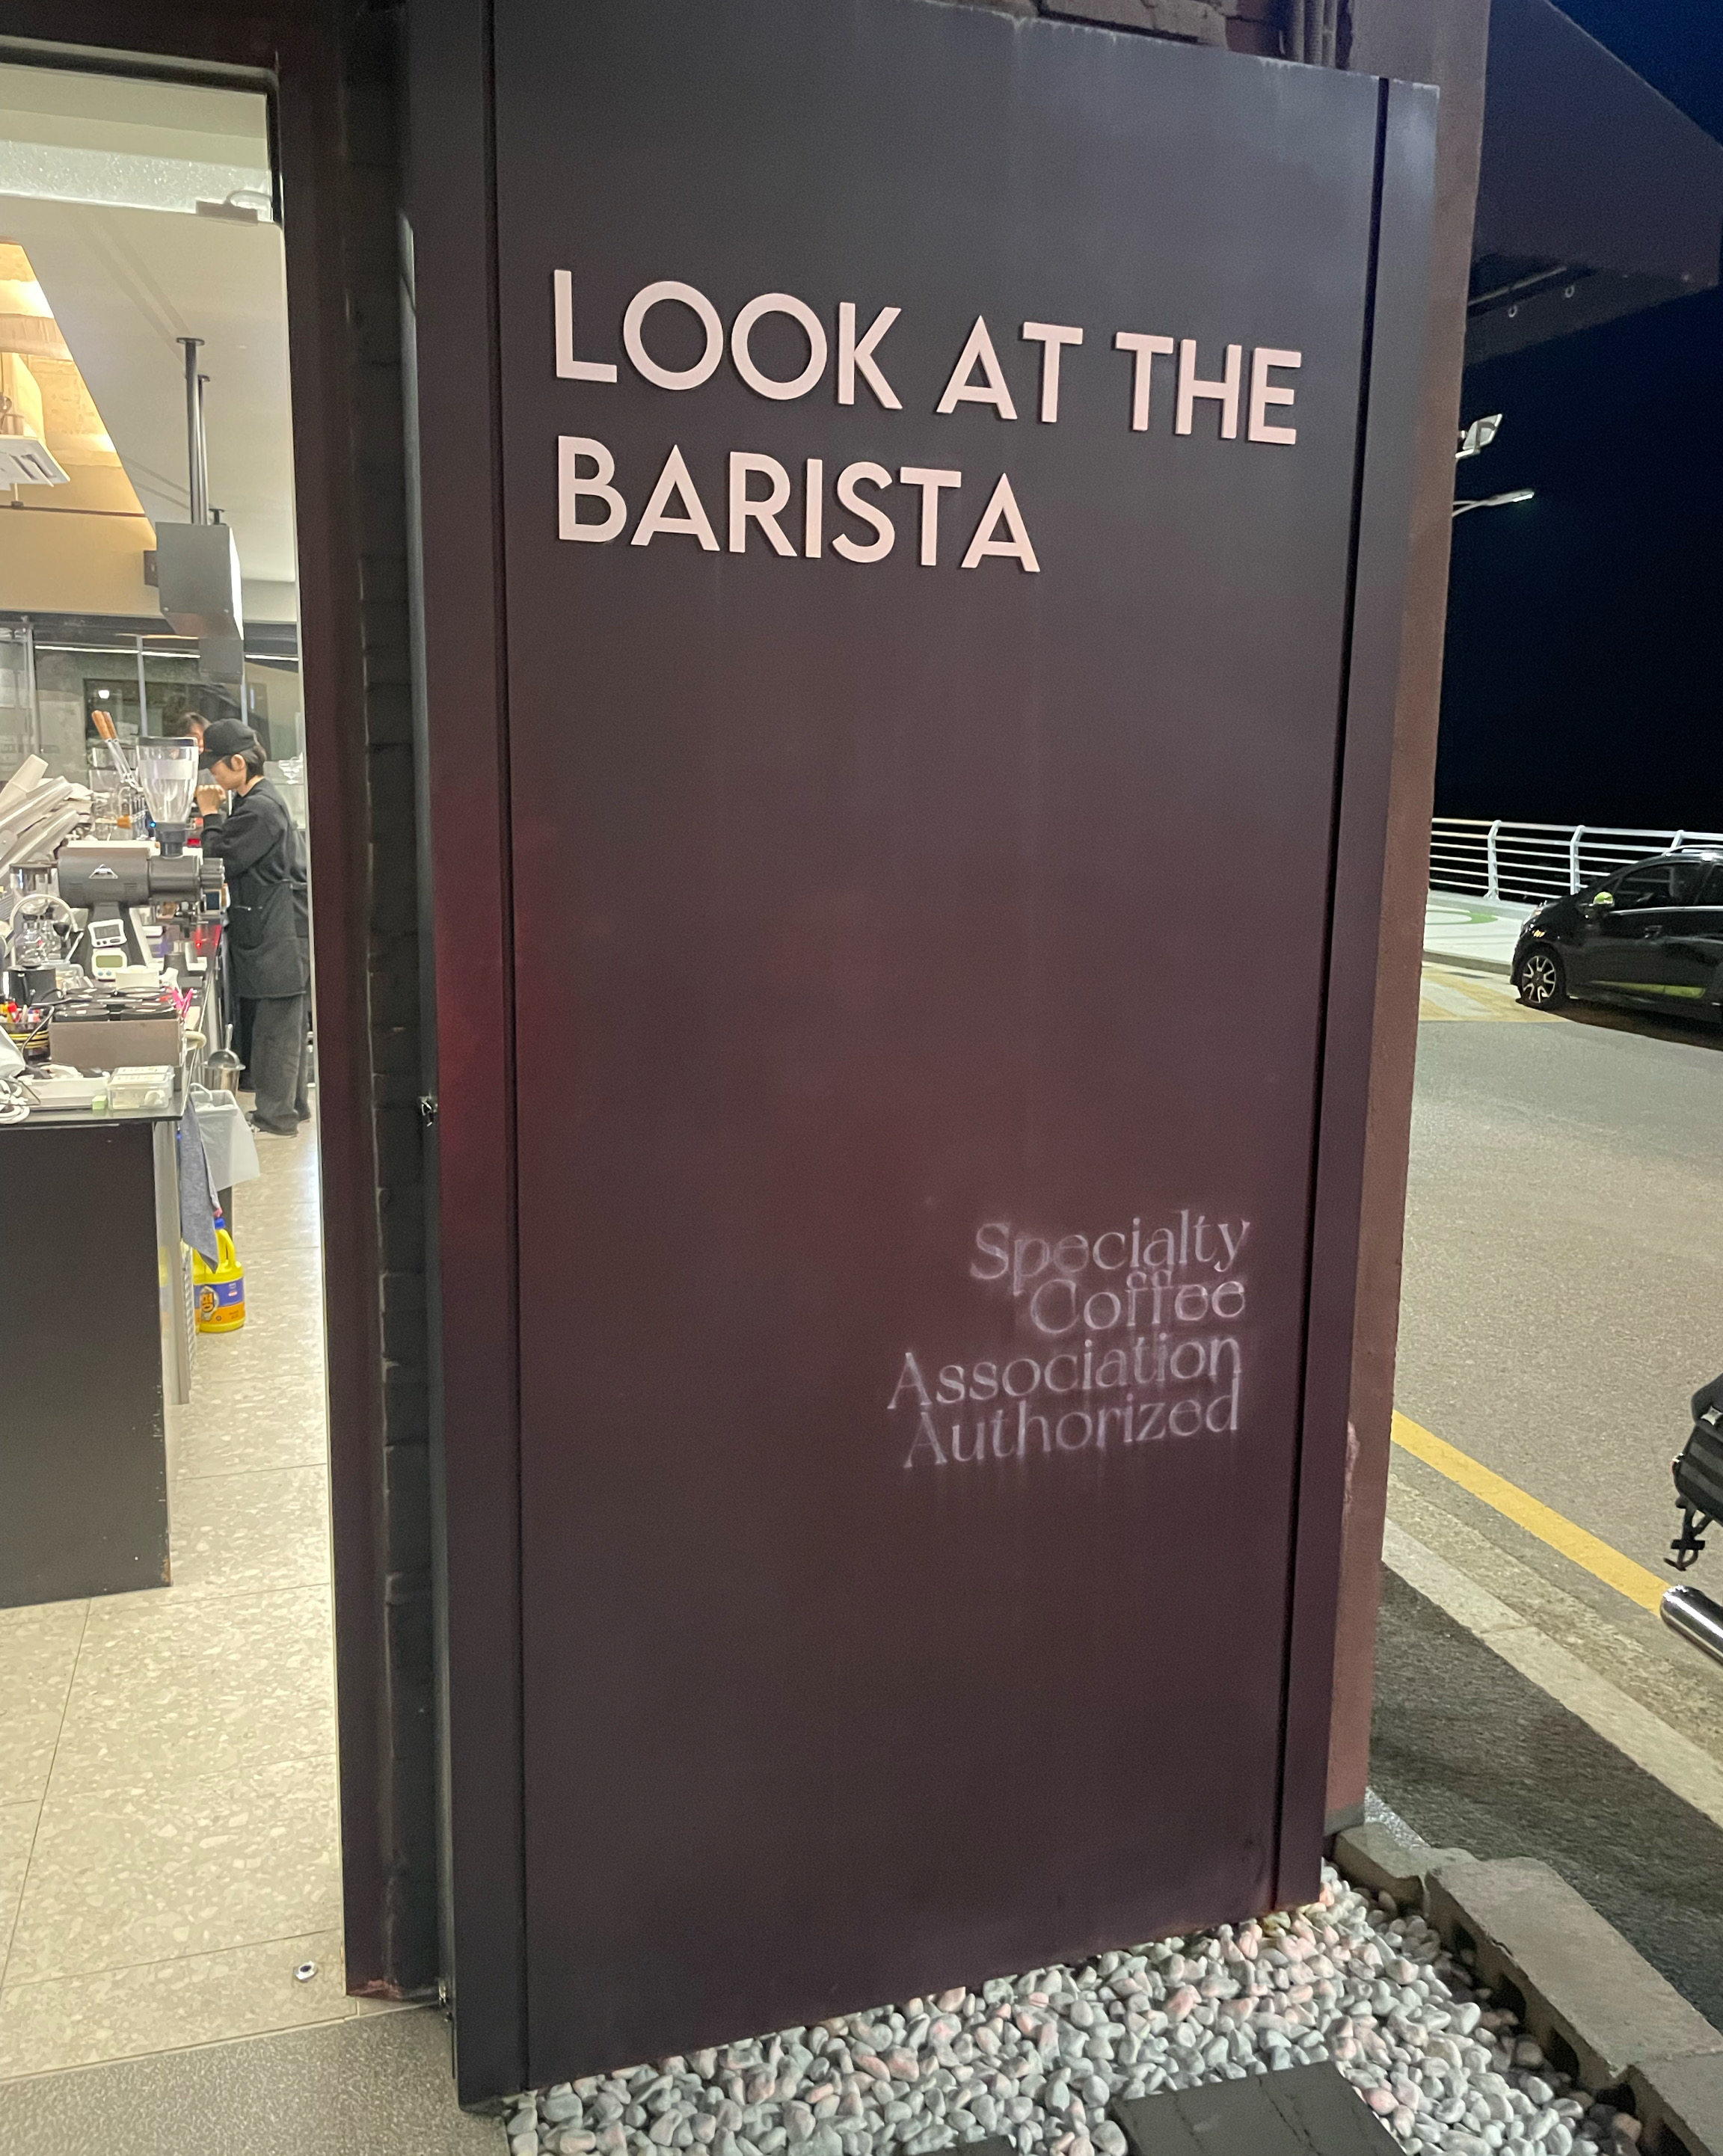 LOOK AT THE
BARISTA
Specialty
Coffee
Association
Authorized